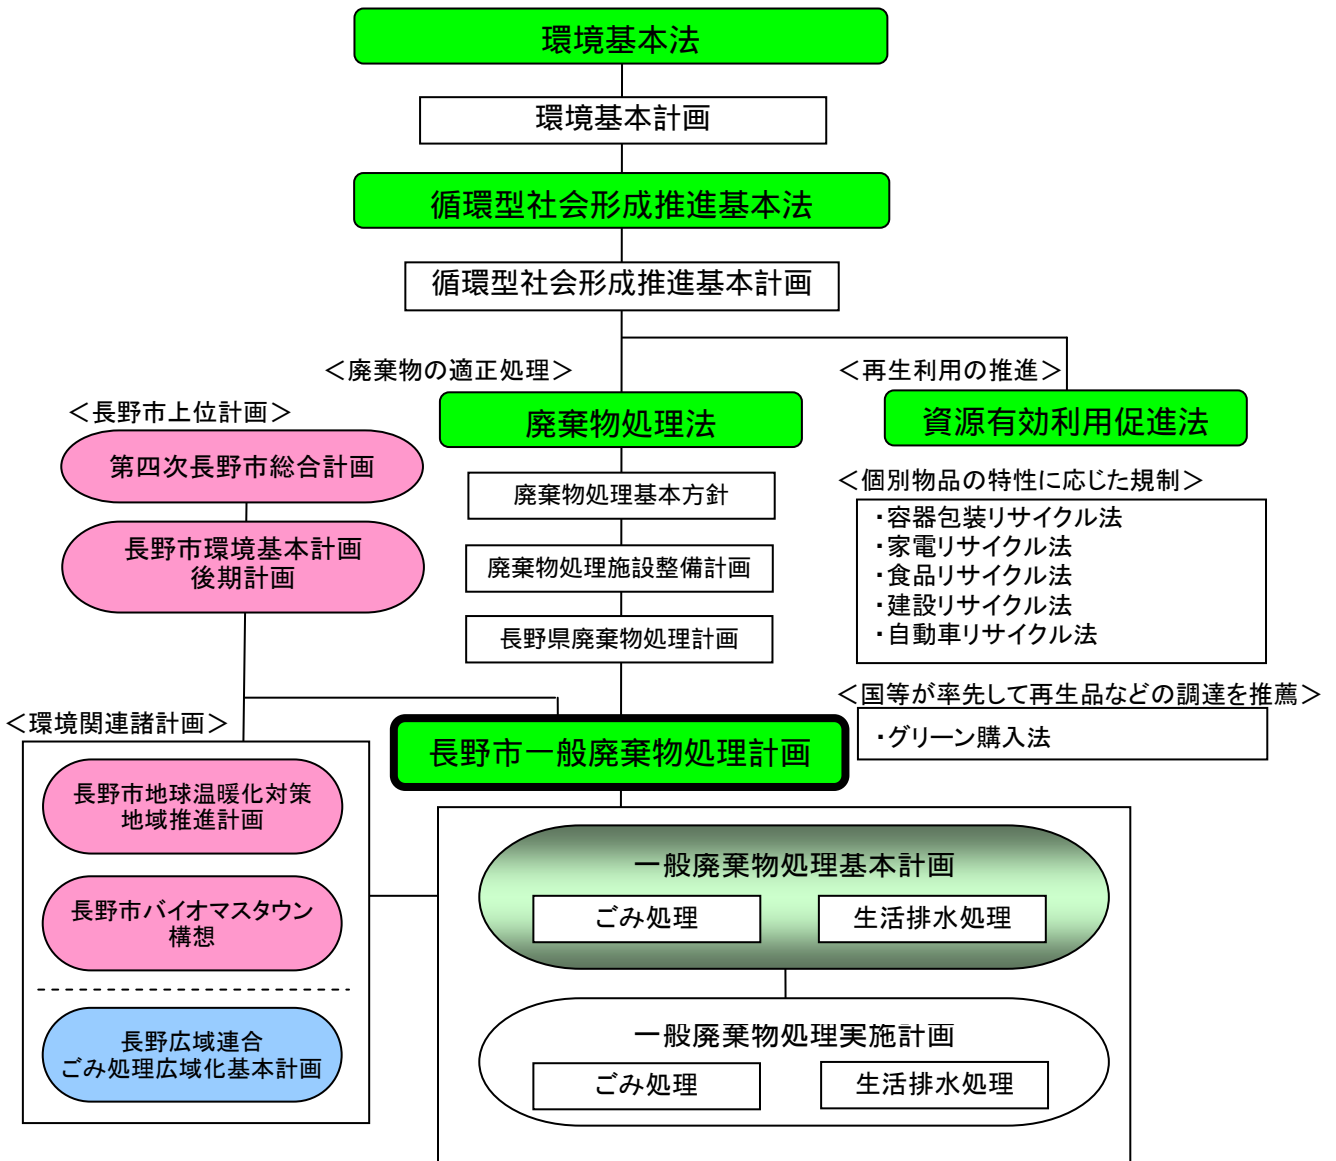 環境基本法
環境基本計画
循環型社会形成推進基本法
循環型社会形成推進基本計画
＜廃棄物の適正処理＞
＜再生利用の推進＞
＜長野市上位計画＞
廃棄物処理法
資源有効利用促進法
第四次長野市総合計画
廃棄物処理基本方針
＜個別物品の特性に応じた規制＞
・容器包装リサイクル法
・家電リサイクル法
・食品リサイクル法
・建設リサイクル法
・自動車リサイクル法
長野市環境基本計画
後期計画
廃棄物処理施設整備計画
長野県廃棄物処理計画
＜国等が率先して再生品などの調達を推薦＞
・グリーン購入法
＜環境関連諸計画＞
長野市一般廃棄物処理計画
長野市地球温暖化対策
地域推進計画
長野市バイオマスタウン
構想
長野広域連合
ごみ処理広域化基本計画
一般廃棄物処理基本計画
ごみ処理
生活排水処理
一般廃棄物処理実施計画
ごみ処理
生活排水処理